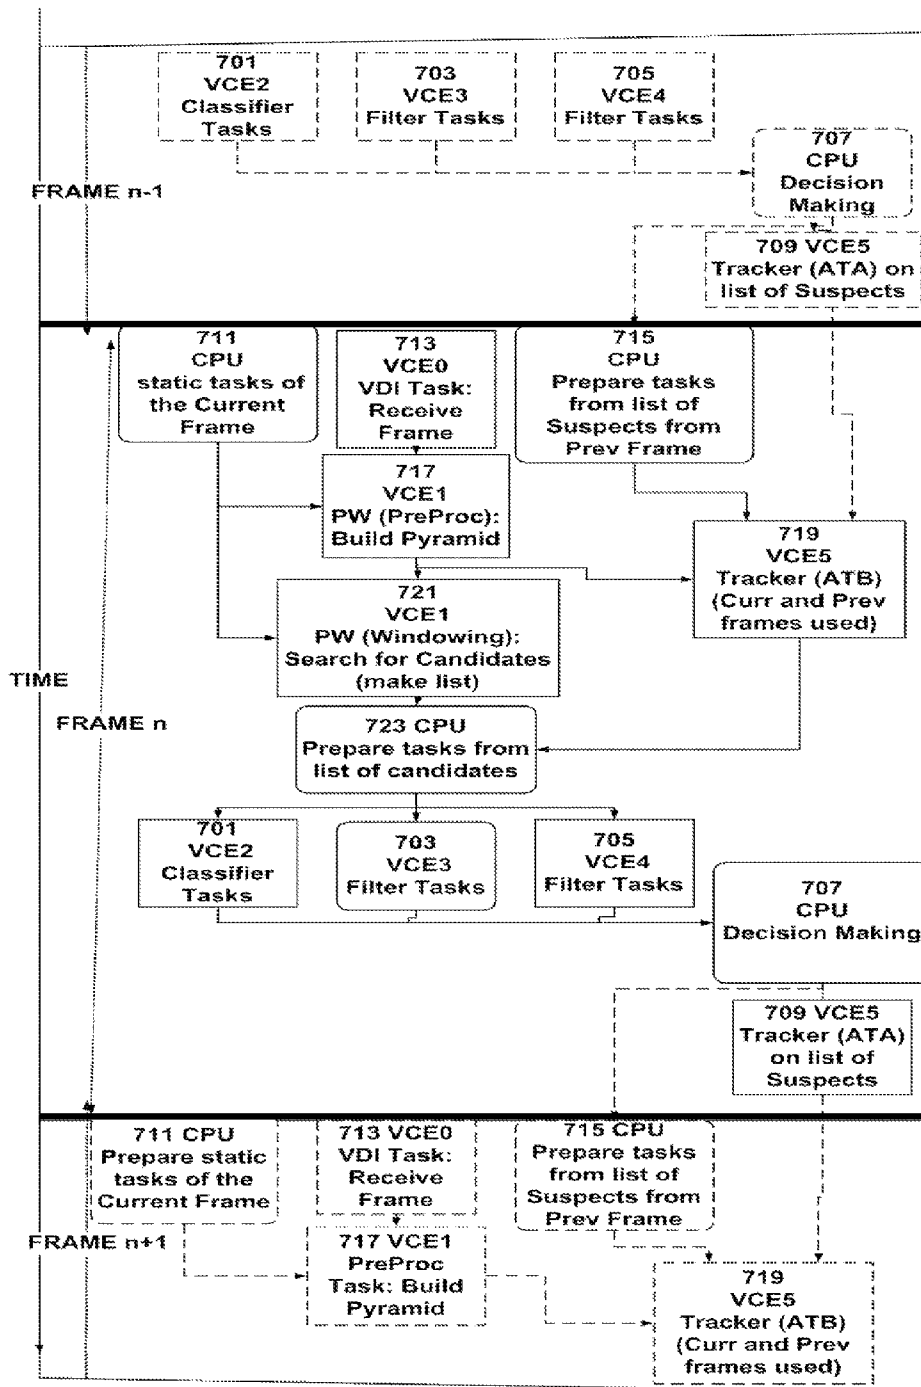 701
VCE2
Classifier
Tasks
703
VCE3
Filter Tasks
705
VCE4
Filter Tasks
707
CPU
Decision
Making
FRAME n-1
709 VCE5
Tracker (ATA) on
list of Suspects
711
CPU
static tasks of
the Current
Frame
713
VCE0
VDI Task:
Receive
Frame
715
CPU
Prepare tasks
from list of
Suspects from
Prev Frame
717
VCE1
PW (PreProc):
Build Pyramid
719
VCE5
Tracker (ATB)
(Curr and Prev
frames used)
721
VCE1
PW (Windowing):
Search for Candidates
(make list)
TIME
FRAME n
723 CPU
Prepare tasks from
list of candidates
701
VCE2
Classifier
Tasks
703
VCE3
Filter Tasks
705
VCE4
Filter Tasks
707
CPU
Decision Making
709 VCE5
Tracker (ATA)
on list of
Suspects
711 CPU
Prepare static
tasks of the
Current Frame
713 VCE0
VDI Task:
Receive
Frame
715 CPU
Prepare tasks
from list of
Suspects from
Prev Frame
FRAME n+1
717 VCE1
PreProc
Task: Build
Pyramid
719
VCE5
Tracker (ATB)
(Curr and Prev
frames used)